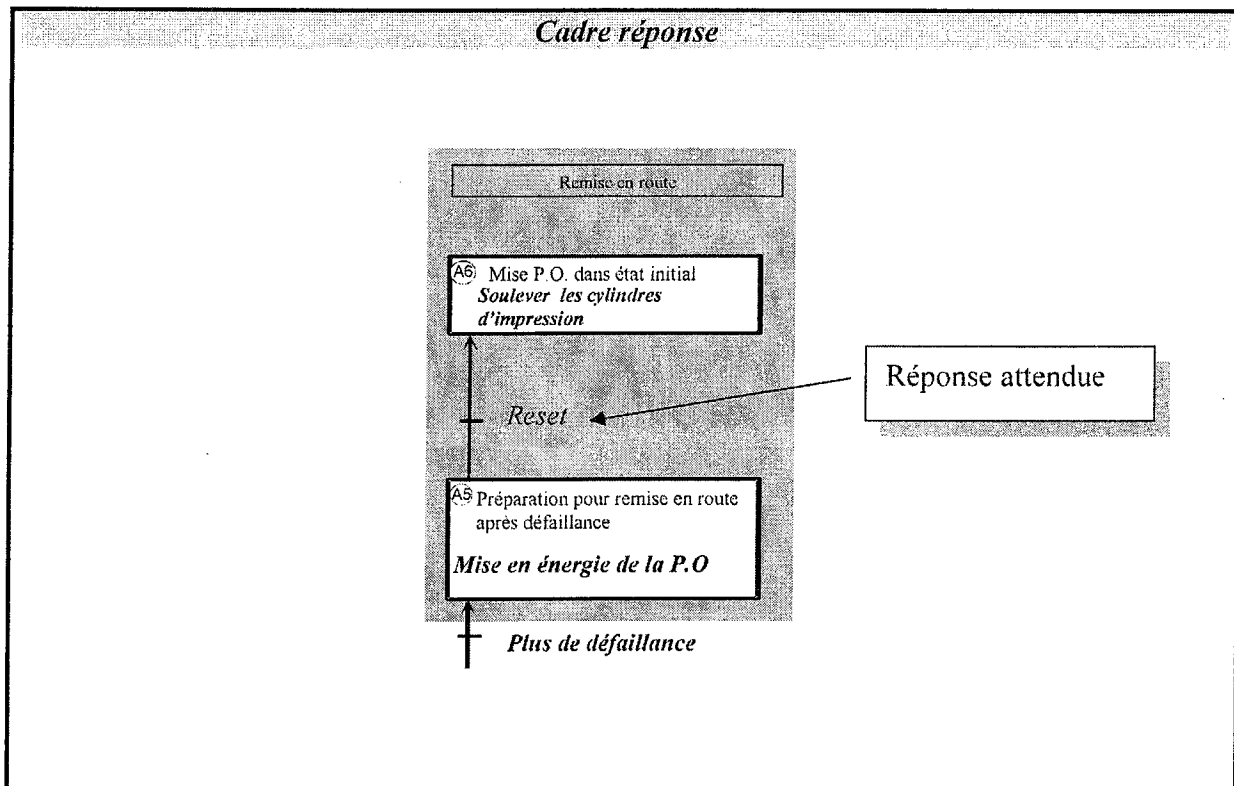 Cadre réponse
Remise en route
A6 Mise P.O. dans état initial
Soulever les cylindres
d'impression
Reset
Réponse attendue
A5 Préparation pour remise en route
après défaillance
Mise en énergie de la P.O
Plus de défaillance